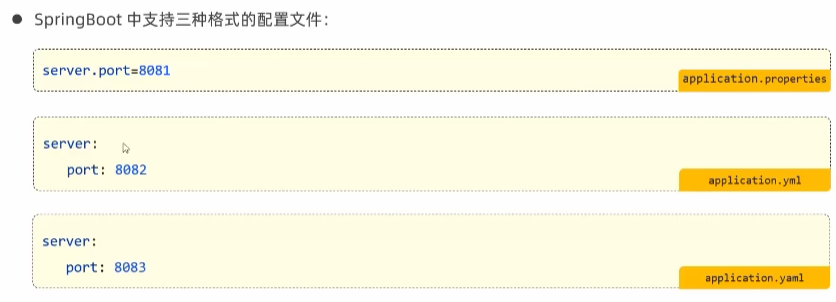 ● SpringBoot 中支持三种格式的配置文件：
server.port=8081
application.properties
server:
port: 8082
application.yml
server:
port: 8083
application.yaml